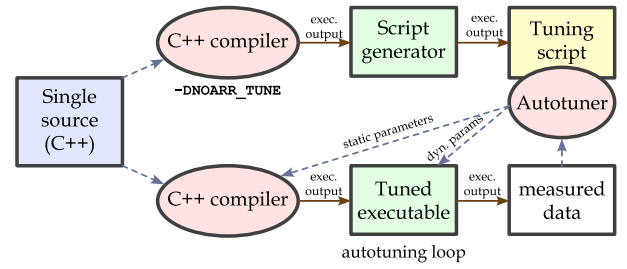 C++ compiler
-DNOARR_TUNE
exec.
output
Script
generator
exec.
output
Tuning
script
Autotuner
Single
source
(C++)
static parameters
dyn. params
C++ compiler
exec.
output
Tuned
executable
exec.
output
measured
data
autotuning loop